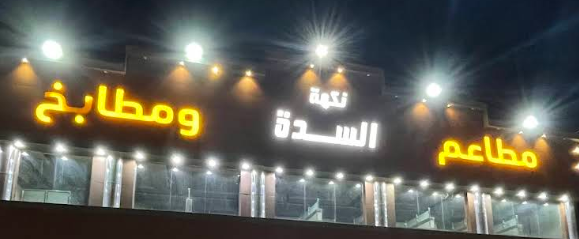 مطاعم
نكهة
السدة
ومطابخ